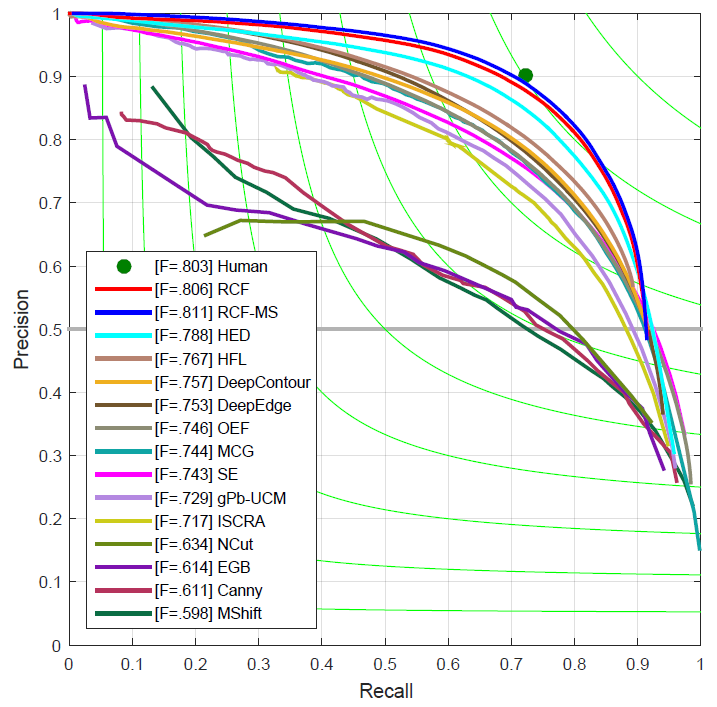 1
0.9
0.8
0.7
0.6
0.5
0.4
0.3
0.2
0.1
0
Precision
[F=.803] Human
[F=.806] RCF
[F=.811] RCF-MS
[F=.788] HED
[F=.767] HFL
[F=.757] DeepContour
[F=.753] DeepEdge
[F=.746] OEF
[F=.744] MCG
[F=.743] SE
[F=.729] gPb-UCM
[F=.717] ISCRA
[F=.634] NCut
[F=.614] EGB
[F=.611] Canny
[F=.598] MShift
0 0.1 0.2 0.3 0.4 0.5 0.6 0.7 0.8 0.9 1
Recall